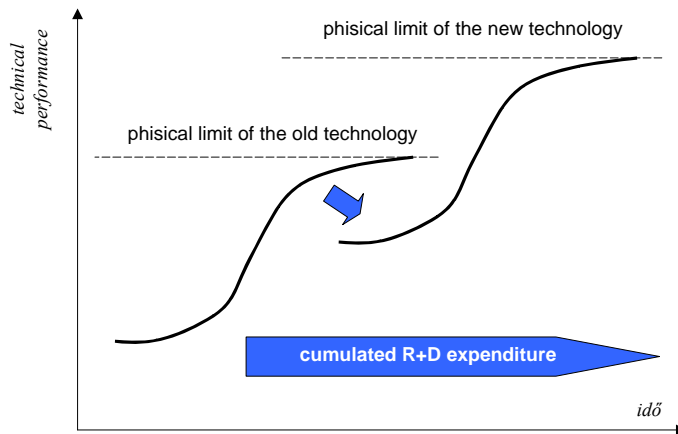 phisical limit of the new technology
technical
performance
phisical limit of the old technology
cumulated R+D expenditure
idő